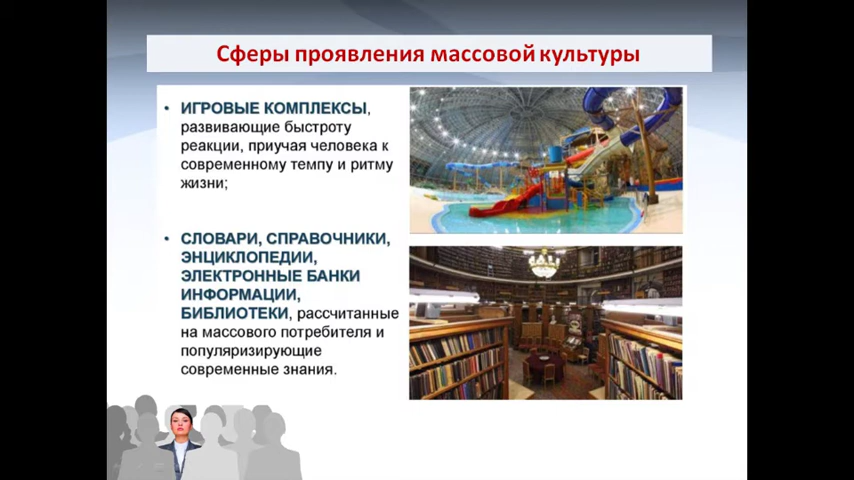 Сферы проявления массовой культуры
• ИГРОВЫЕ КОМПЛЕКСЫ,
развивающие быстроту
реакции, приучая человека к
современному темпу и ритму
жизни;
• СЛОВАРИ, СПРАВОЧНИКИ,
ЭНЦИКЛОПЕДИИ,
ЭЛЕКТРОННЫЕ БАНКИ
ИНФОРМАЦИИ,
БИБЛИОТЕКИ, рассчитанные
на массового потребителя и
популяризирующие
современные знания.